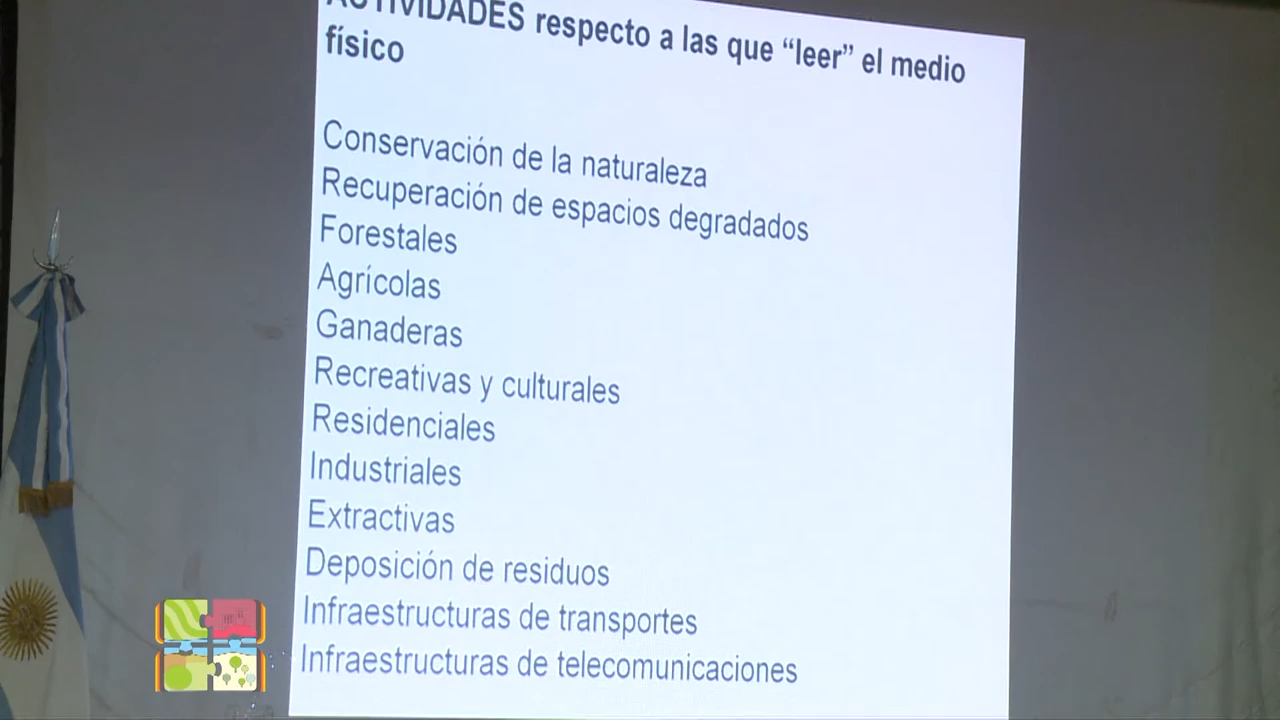 ACTIVIDADES respecto a las que “leer” el medio
físico
Conservación de la naturaleza
Recuperación de espacios degradados
Forestales
Agrícolas
Ganaderas
Recreativas y culturales
Residenciales
Industriales
Extractivas
Deposición de residuos
Infraestructuras de transportes
Infraestructuras de telecomunicaciones